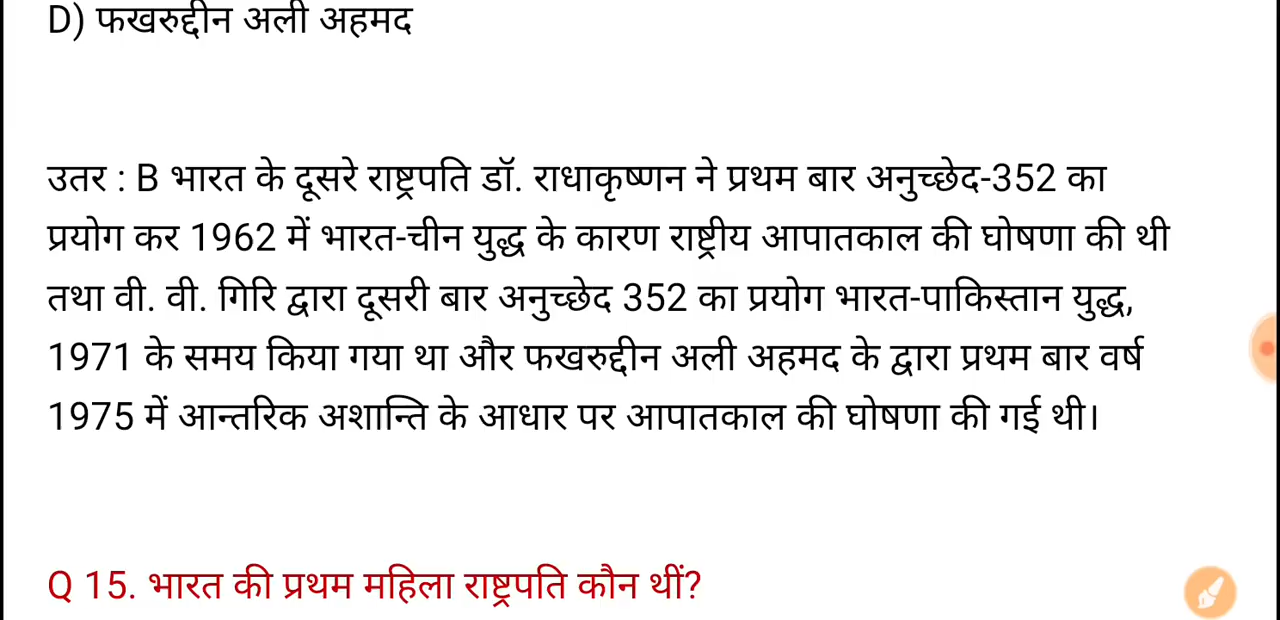 D) फखरुद्दीन अली अहमद
उतर : B भारत के दूसरे राष्ट्रपति डॉ. राधाकृष्णन ने प्रथम बार अनुच्छेद-352 का
प्रयोग कर 1962 में भारत-चीन युद्ध के कारण राष्ट्रीय आपातकाल की घोषणा की थी
तथा वी. वी. गिरि द्वारा दूसरी बार अनुच्छेद 352 का प्रयोग भारत-पाकिस्तान युद्ध,
1971 के समय किया गया था और फखरुद्दीन अली अहमद के द्वारा प्रथम बार वर्ष
1975 में आन्तरिक अशान्ति के आधार पर आपातकाल की घोषणा की गई थी।
Q 15. भारत की प्रथम महिला राष्ट्रपति कौन थीं?